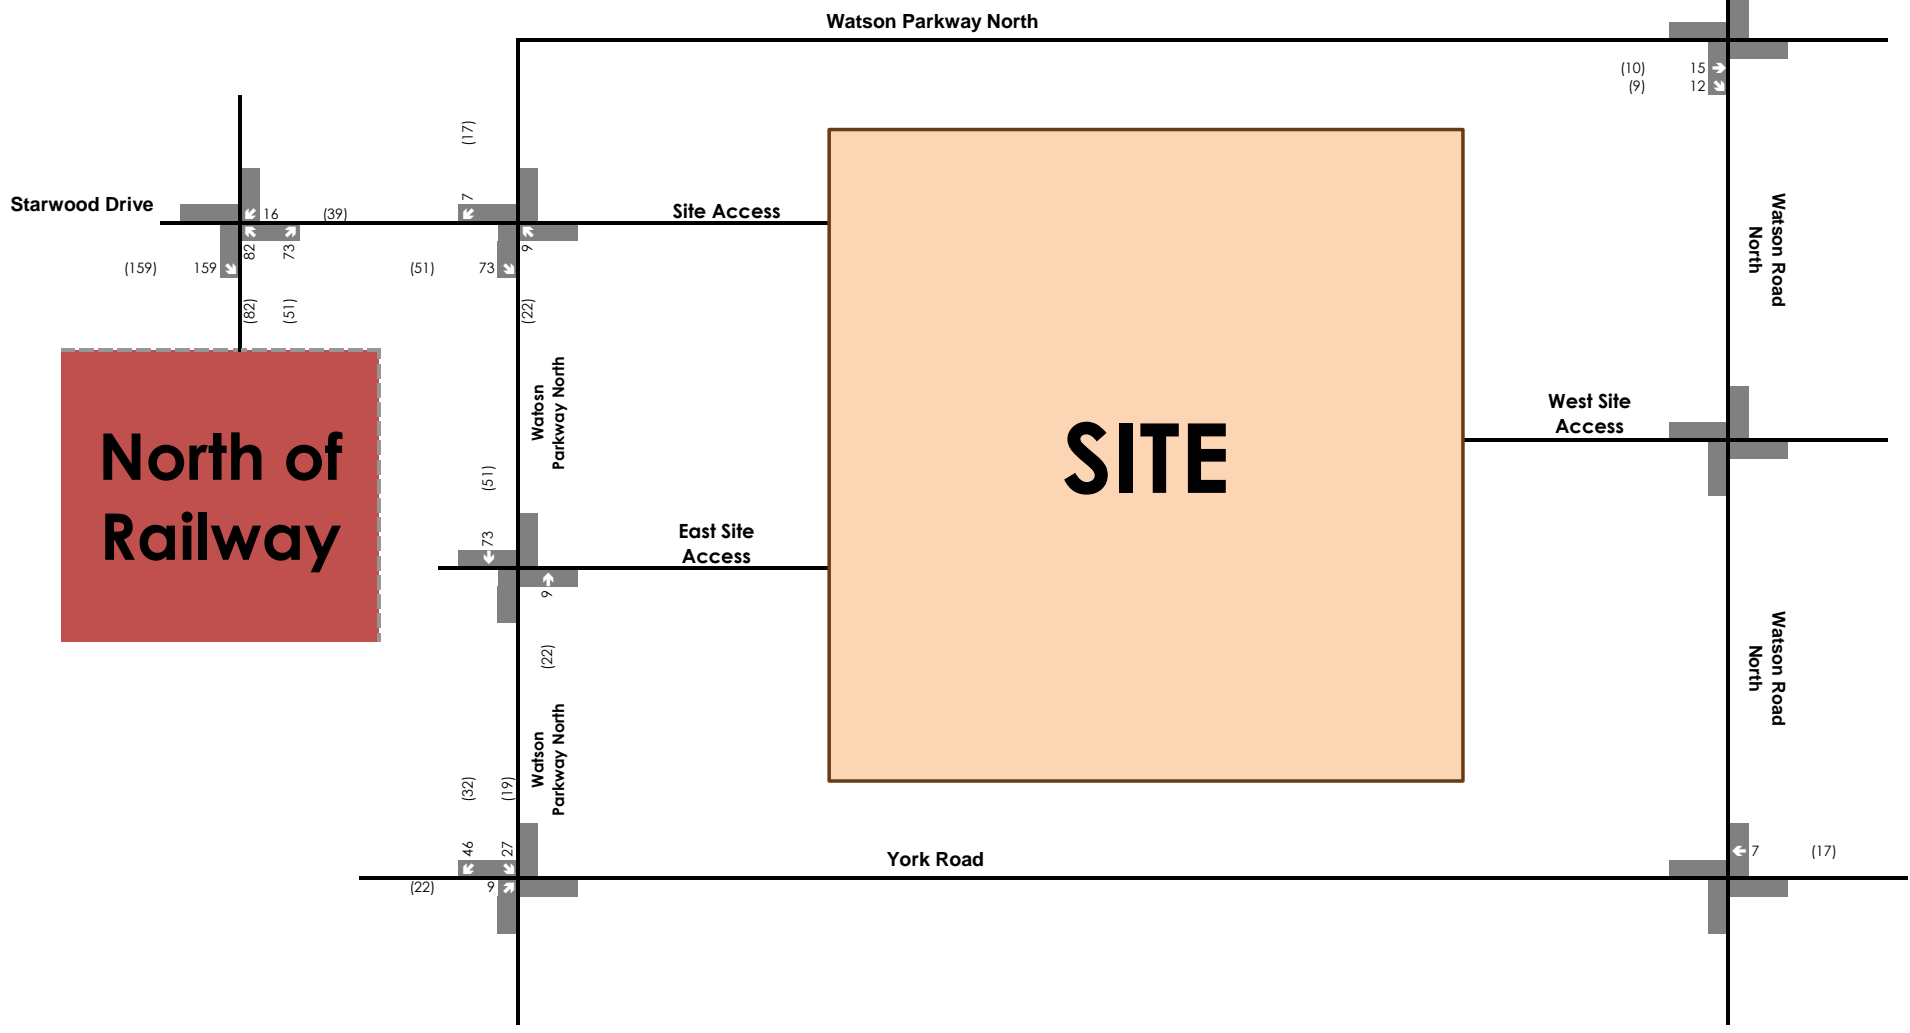 Watson Parkway North
(10) 15
(9) 12
(17)
7
Starwood Drive
16 (39)
Site Access
82
73
9
(159) 159
(51) 73
(82)
(51)
(22)
Watson Road
North
North of
Railway
Watosn
Parkway North
SITE
West Site
Access
(51)
73
East Site
Access
9
(22)
Watson Road
North
Watson
Parkway North
(32)
(19)
46
27
York Road
7 (17)
(22) 9